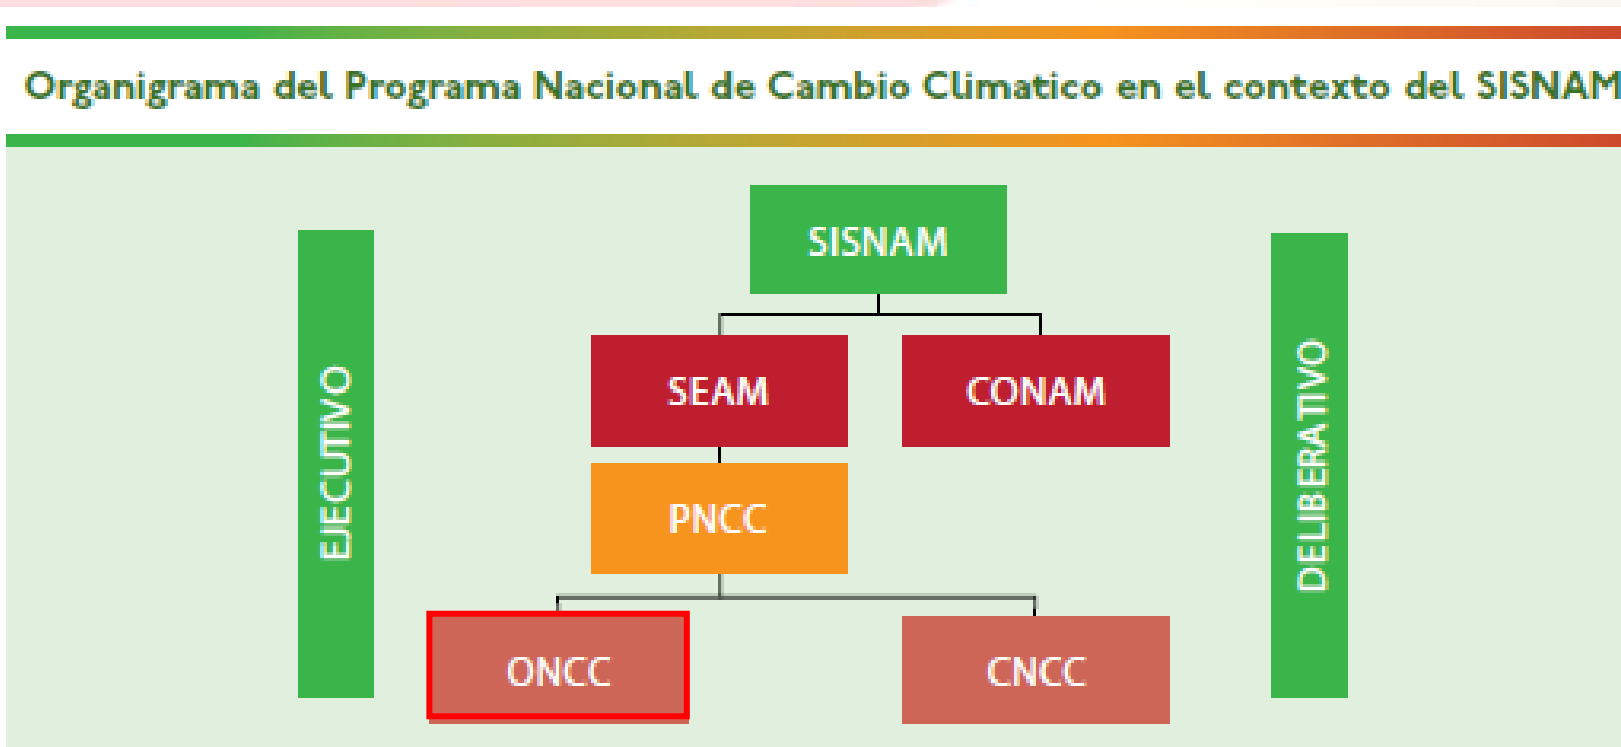 Organigrama del Programa Nacional de Cambio Climatico en el contexto del SISNAM
SISNAM
EJECUTIVO
SEAM
CONAM
DELIBERATIVO
PNCC
ONCC
CNCC